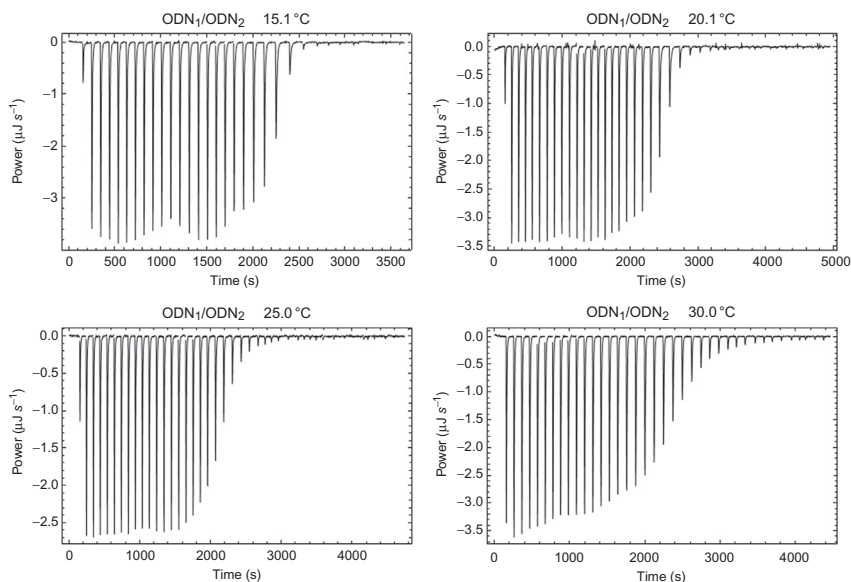 ODN1/ODN2 15.1 °C
0
−1
−2
−3
Power (μJ s−1)
0 500 1000 1500 2000 2500 3000 3500
Time (s)
ODN1/ODN2 20.1 °C
0.0
−0.5
−1.0
−1.5
−2.0
−2.5
−3.0
−3.5
Power (μJ s−1)
0 1000 2000 3000 4000 5000
Time (s)
ODN1/ODN2 25.0 °C
0.0
−0.5
−1.0
−1.5
−2.0
−2.5
Power (μJ s−1)
0 1000 2000 3000 4000
Time (s)
ODN1/ODN2 30.0 °C
0.0
−0.5
−1.0
−1.5
−2.0
−2.5
−3.0
−3.5
Power (μJ s−1)
0 1000 2000 3000 4000
Time (s)